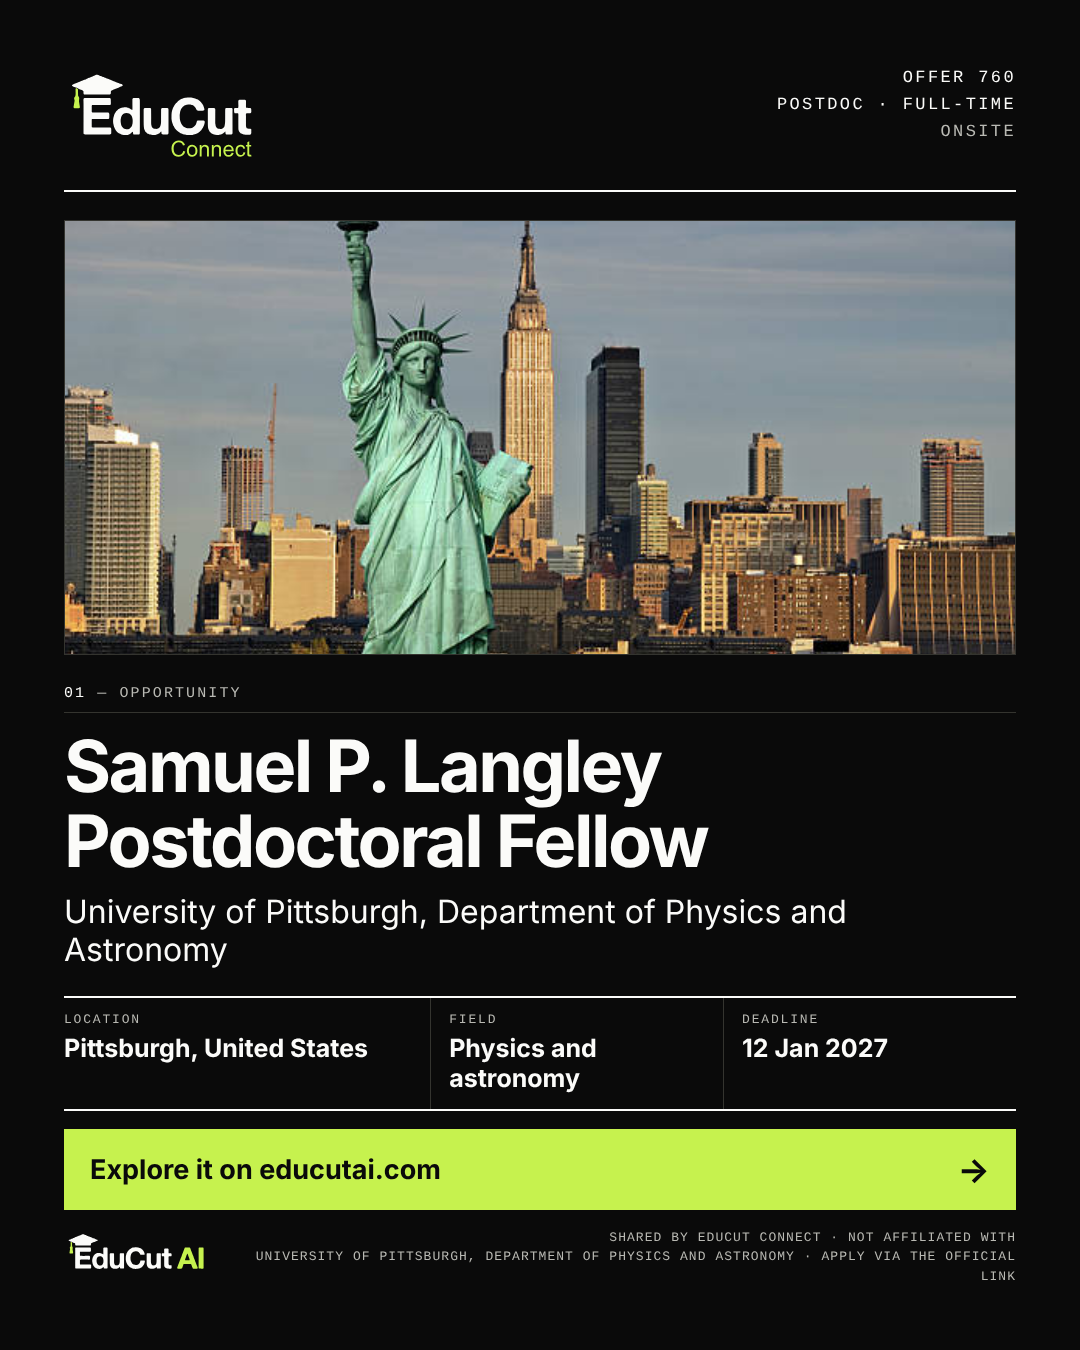 EduCut
Connect
OFFER 760
POSTDOC · FULL-TIME
ONSITE
01 — OPPORTUNITY
Samuel P. Langley
Postdoctoral Fellow
University of Pittsburgh, Department of Physics and
Astronomy
LOCATION
Pittsburgh, United States
FIELD
Physics and
astronomy
DEADLINE
12 Jan 2027
Explore it on educutai.com →
EduCut AI
SHARED BY EDUCUT CONNECT · NOT AFFILIATED WITH
UNIVERSITY OF PITTSBURGH, DEPARTMENT OF PHYSICS AND ASTRONOMY · APPLY VIA THE OFFICIAL
LINK